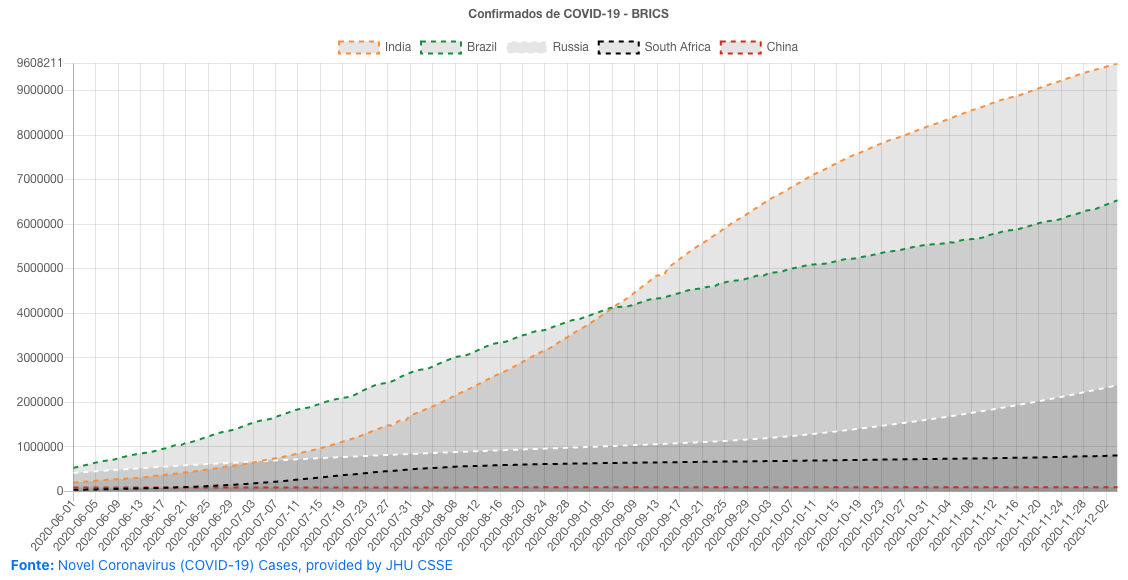 Confirmados de COVID-19 - BRICS
India Brazil Russia South Africa China
9608211
9000000
8000000
7000000
6000000
5000000
4000000
3000000
2000000
1000000
0
2020-06-01 2020-06-05 2020-06-09 2020-06-13 2020-06-17 2020-06-21 2020-06-25 2020-06-29 2020-07-03 2020-07-07 2020-07-11 2020-07-15 2020-07-19 2020-07-23 2020-07-27 2020-07-31 2020-08-04 2020-08-08 2020-08-12 2020-08-16 2020-08-20 2020-08-24 2020-08-28 2020-09-01 2020-09-05 2020-09-09 2020-09-13 2020-09-17 2020-09-21 2020-09-25 2020-09-29 2020-10-03 2020-10-07 2020-10-11 2020-10-15 2020-10-19 2020-10-23 2020-10-27 2020-10-31 2020-11-04 2020-11-08 2020-11-12 2020-11-16 2020-11-20 2020-11-24 2020-11-28 2020-12-02
Fonte: Novel Coronavirus (COVID-19) Cases, provided by JHU CSSE